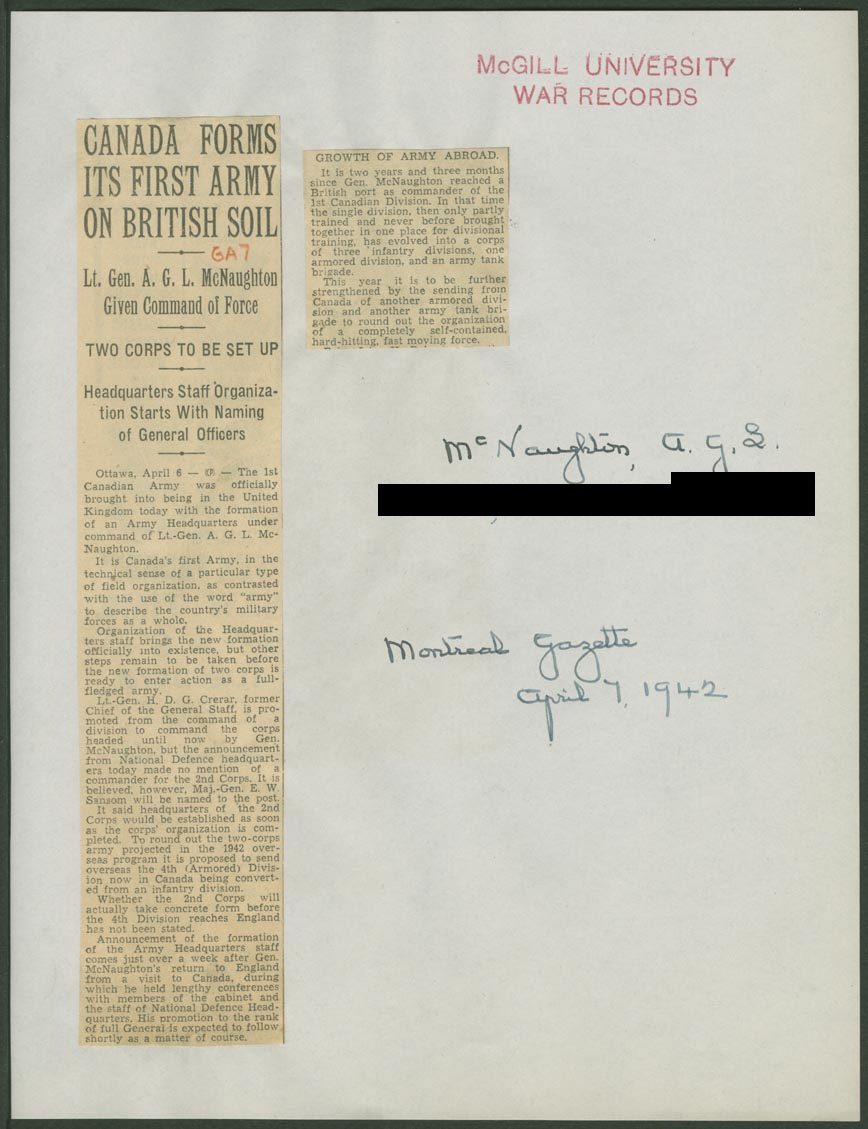 McGILL UNIVERSITY
WAR RECORDS
CANADA FORMS
ITS FIRST ARMY
ON BRITISH SOIL
GA7
Lt. Gen. A. G. L. McNaughton
Given Command of Force
TWO CORPS TO BE SET UP
Headquarters Staff Organiza-
tion Starts With Naming
of General Officers
Ottawa, April 6 — CP — The 1st
Canadian Army was officially
brought into being in the United
Kingdom today with the formation
of an Army Headquarters under
command of Lt.-Gen. A. G. L. Mc-
Naughton.
It is Canada's first Army, in the
technical sense of a particular type
of field organization, as contrasted
with the use of the word "army"
to describe the country's military
forces as a whole.
Organization of the Headquar-
ters staff brings the new formation
officially into existence, but other
steps remain to be taken before
the new formation of two corps is
ready to enter action as a full-
fledged army.
Lt.-Gen. H. D. G. Crerar, former
Chief of the General Staff, is pro-
moted from the command of a
division to command the corps
headed until now by Gen.
McNaughton, but the announcement
from National Defence headquart-
ers today made no mention of a
commander for the 2nd Corps. It is
believed, however, Maj.-Gen. E. W.
Sansom will be named to the post.
It said headquarters of the 2nd
Corps would be established as soon
as the corps' organization is com-
pleted. To round out the two-corps
army projected in the 1942 over-
seas program it is proposed to send
overseas the 4th (Armored) Divis-
ion now in Canada being convert-
ed from an infantry division.
Whether the 2nd Corps will
actually take concrete form before
the 4th Division reaches England
has not been stated.
Announcement of the formation
of the Army Headquarters staff
comes just over a week after Gen.
McNaughton's return to England
from a visit to Canada, during
which he held lengthy conferences
with members of the cabinet and
the staff of National Defence Head-
quarters. His promotion to the rank
of full General is expected to follow
shortly as a matter of course.
GROWTH OF ARMY ABROAD.
It is two years and three months
since Gen. McNaughton reached a
British port as commander of the
1st Canadian Division. In that time
the single division, then only partly
trained and never before brought
together in one place for divisional
training, has evolved into a corps
of three infantry divisions, one
armored division, and an army tank
brigade.
This year it is to be further
strengthened by the sending from
Canada of another armored divi-
sion and another army tank bri-
gade to round out the organization
of a completely self-contained,
hard-hitting, fast moving force.
McNaughton, A. G. L.
Montreal Gazette
April 7, 1942